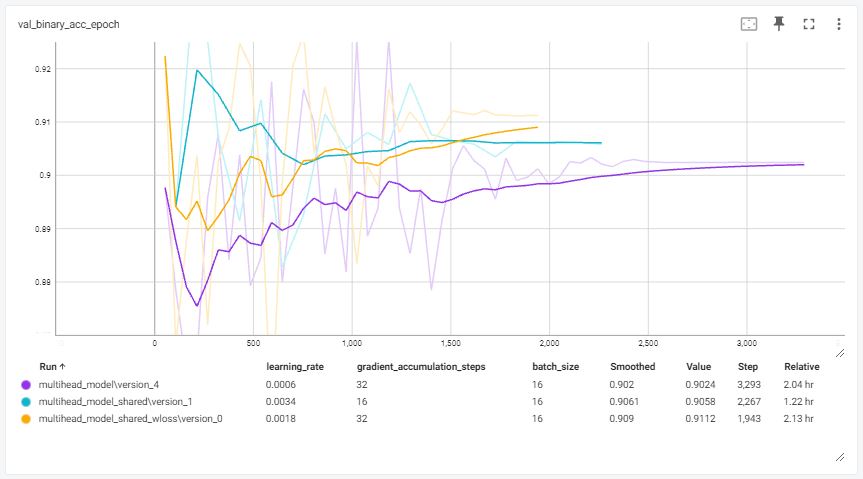 val_binary_acc_epoch
0.92
0.91
0.9
0.89
0.88
0 500 1,000 1,500 2,000 2,500 3,000
Run ↑ learning_rate gradient_accumulation_steps batch_size Smoothed Value Step Relative
multihead_model\version_4 0.0006 32 16 0.902 0.9024 3,293 2.04 hr
multihead_model_shared\version_1 0.0034 16 16 0.9061 0.9058 2,267 1.22 hr
multihead_model_shared_wloss\version_0 0.0018 32 16 0.909 0.9112 1,943 2.13 hr